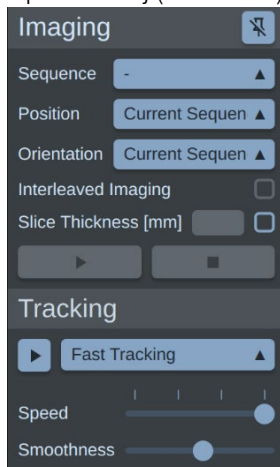 Imaging
Sequence -
Position Current Sequen
Orientation Current Sequen
Interleaved Imaging
Slice Thickness [mm]
Tracking
Fast Tracking
Speed
Smoothness